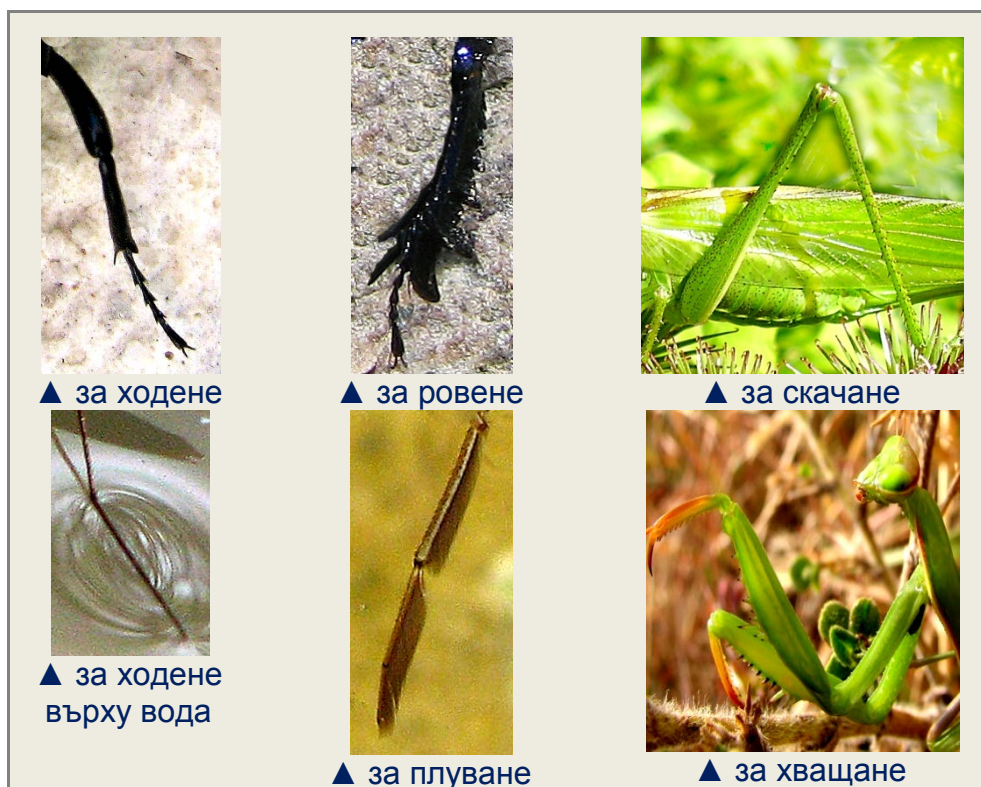 ▲ за ходене
▲ за ровене
▲ за скачане
▲ за ходене
върху вода
▲ за плуване
▲ за хващане